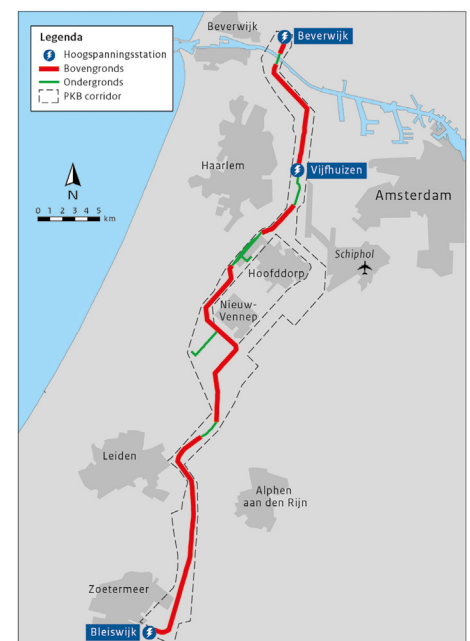 Beverwijk
Beverwijk
Legenda
Hoogspanningsstation
Bovengronds
Ondergronds
PKB corridor
Haarlem
Vijfhuizen
Amsterdam
N
0 1 2 3 4 5
km
Schiphol
Hoofddorp
Nieuw-
Vennep
Leiden
Alphen
aan den Rijn
Zoetermeer
Bleiswijk